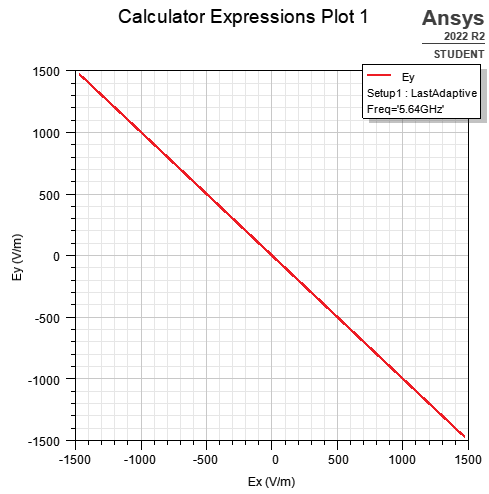 Calculator Expressions Plot 1
Ansys
2022 R2
STUDENT
Ey
Setup1 : LastAdaptive
Freq='5.64GHz'
1500
1000
500
0
-500
-1000
-1500
Ey (V/m)
-1500 -1000 -500 0 500 1000 1500
Ex (V/m)